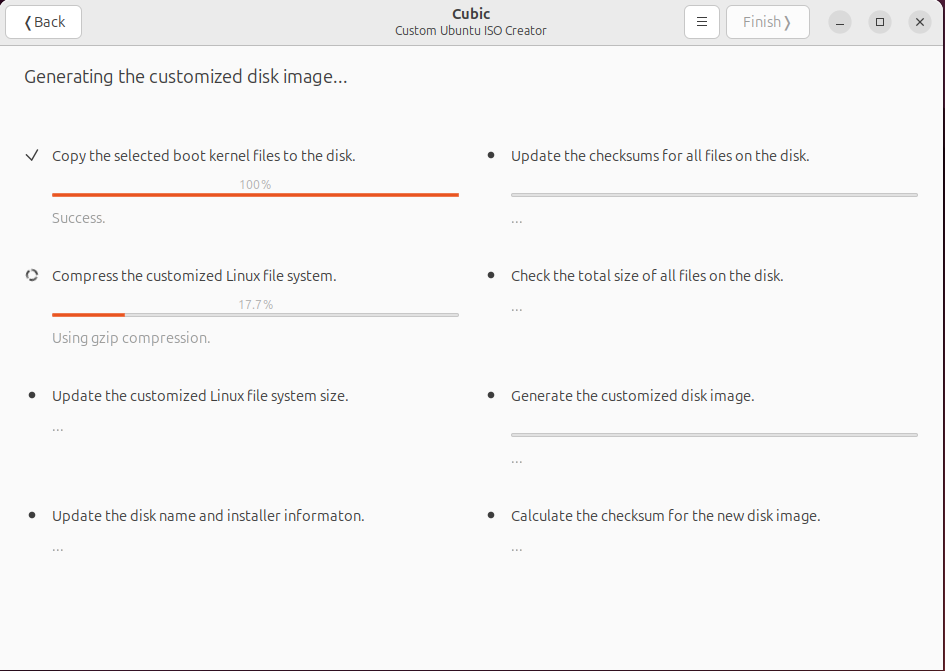 ❬Back
Cubic
Custom Ubuntu ISO Creator
Finish❭
Generating the customized disk image...
Copy the selected boot kernel files to the disk.
100%
Success.
Compress the customized Linux file system.
17.7%
Using gzip compression.
Update the customized Linux file system size.
...
Update the disk name and installer informaton.
...
Update the checksums for all files on the disk.
...
Check the total size of all files on the disk.
...
Generate the customized disk image.
...
Calculate the checksum for the new disk image.
...